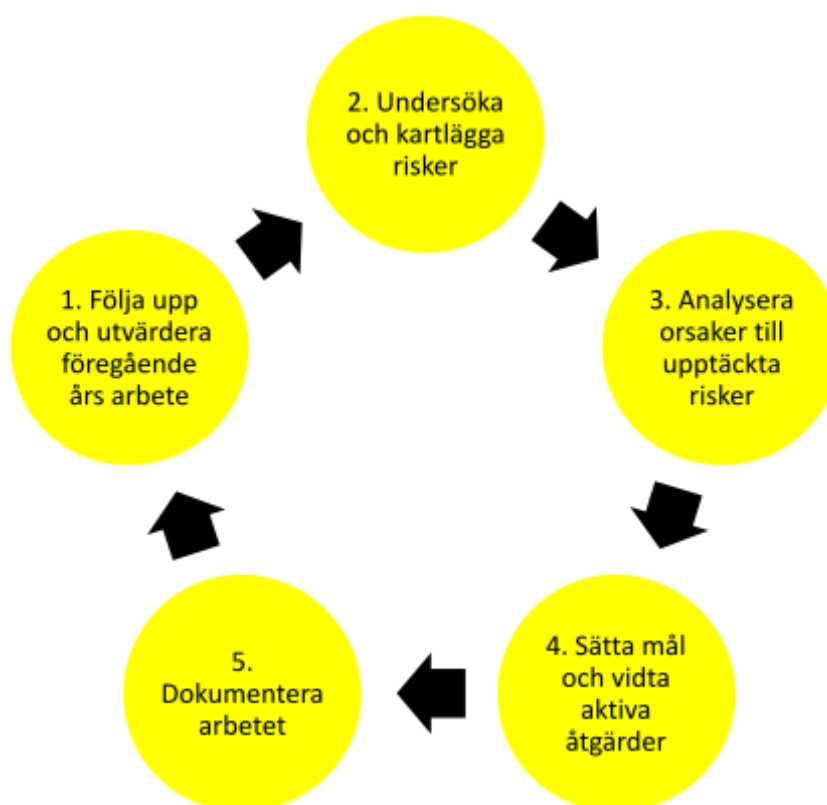 1. Följa upp
och utvärdera
föregående
års arbete
2. Undersöka
och kartlägga
risker
3. Analysera
orsaker till
upptäckta
risker
4. Sätta mål
och vidta
aktiva
åtgärder
5.
Dokumentera
arbetet